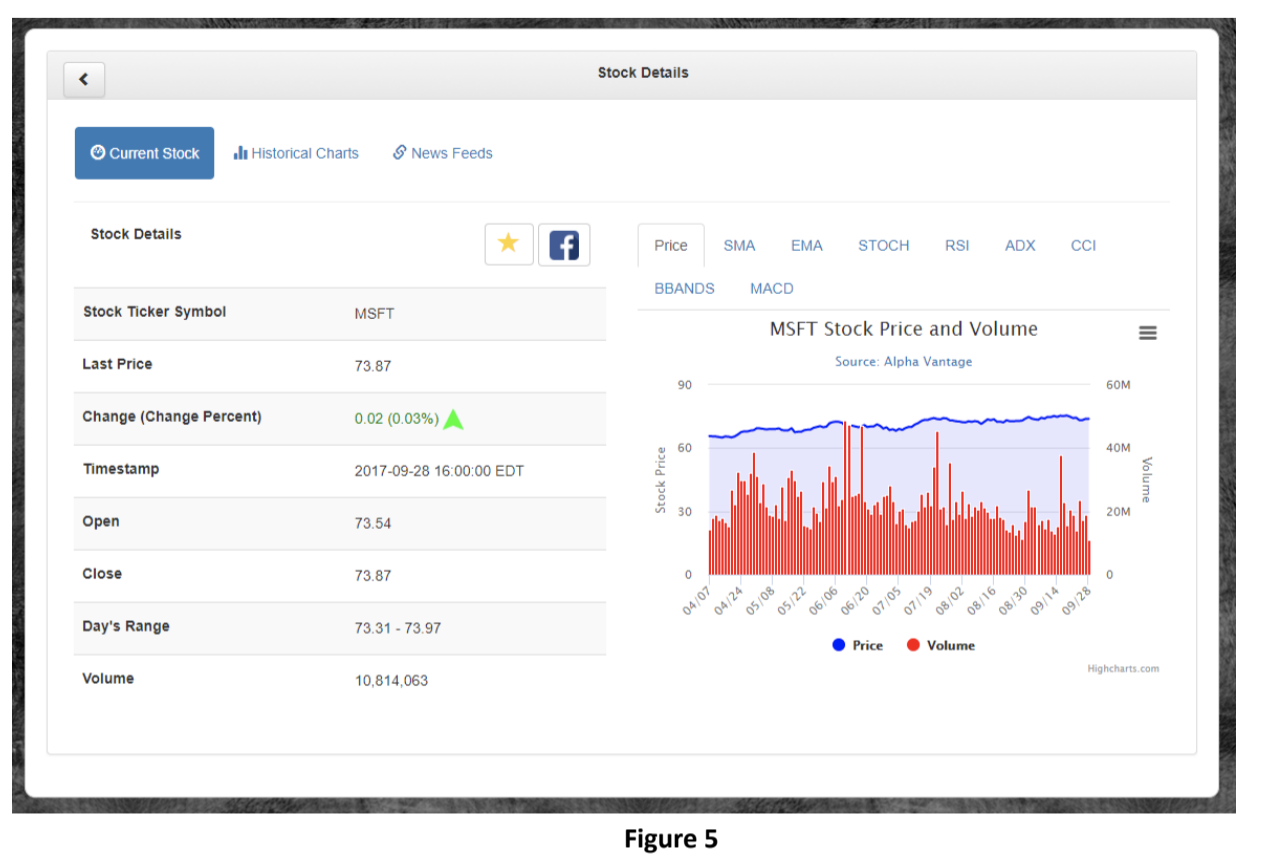 Stock Details
Current Stock
Historical Charts
News Feeds
Stock Details
f
Stock Ticker Symbol MSFT
Last Price 73.87
Change (Change Percent) 0.02 (0.03%)
Timestamp 2017-09-28 16:00:00 EDT
Open 73.54
Close 73.87
Day's Range 73.31 - 73.97
Volume 10,814,063
Price SMA EMA STOCH RSI ADX CCI
BBANDS MACD
MSFT Stock Price and Volume
Source: Alpha Vantage
90
60
30
0
Stock Price
60M
40M
20M
0
Volume
04/07 04/24 05/08 05/22 06/06 06/20 07/05 07/19 08/02 08/16 08/30 09/14 09/28
Price Volume
Highcharts.com
Figure 5